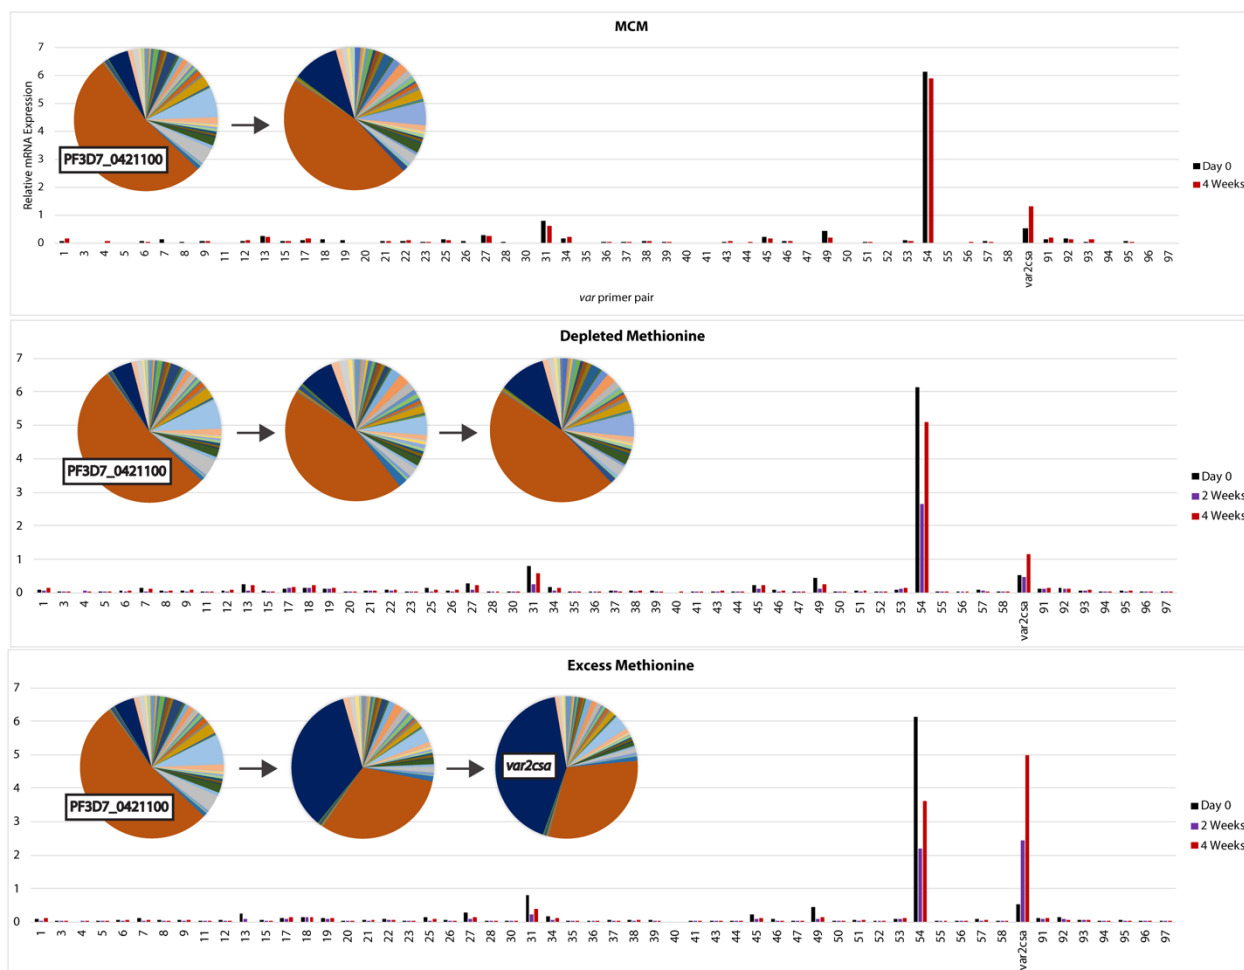 MCM
7
6
5
4
3
2
1
0
Relative mRNA Expression
PF3D7_0421100
Day 0
4 Weeks
1 3 4 5 6 7 8 9 11 12 13 15 17 18 19 20 21 22 23 25 26 27 28 30 31 34 35 36 37 38 39 40 41 43 44 45 46 47 49 50 51 52 53 54 55 56 57 58 var2csa 91 92 93 94 95 96 97
var primer pair
Depleted Methionine
7
6
5
4
3
2
1
0
PF3D7_0421100
Day 0
2 Weeks
4 Weeks
1 3 4 5 6 7 8 9 11 12 13 15 17 18 19 20 21 22 23 25 26 27 28 30 31 34 35 36 37 38 39 40 41 43 44 45 46 47 49 50 51 52 53 54 55 56 57 58 var2csa 91 92 93 94 95 96 97
Excess Methionine
7
6
5
4
3
2
1
0
PF3D7_0421100
var2csa
Day 0
2 Weeks
4 Weeks
1 3 4 5 6 7 8 9 11 12 13 15 17 18 19 20 21 22 23 25 26 27 28 30 31 34 35 36 37 38 39 40 41 43 44 45 46 47 49 50 51 52 53 54 55 56 57 58 var2csa 91 92 93 94 95 96 97